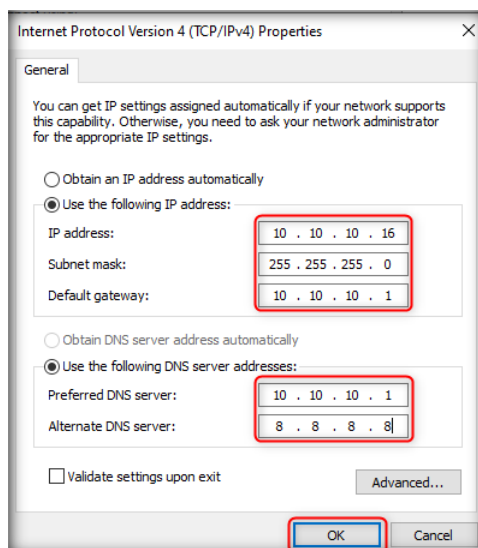 Internet Protocol Version 4 (TCP/IPv4) Properties
General
You can get IP settings assigned automatically if your network supports
this capability. Otherwise, you need to ask your network administrator
for the appropriate IP settings.
Obtain an IP address automatically
Use the following IP address:
IP address: 10 . 10 . 10 . 16
Subnet mask: 255 . 255 . 255 . 0
Default gateway: 10 . 10 . 10 . 1
Obtain DNS server address automatically
Use the following DNS server addresses:
Preferred DNS server: 10 . 10 . 10 . 1
Alternate DNS server: 8 . 8 . 8 . 8
Validate settings upon exit
Advanced...
OK Cancel